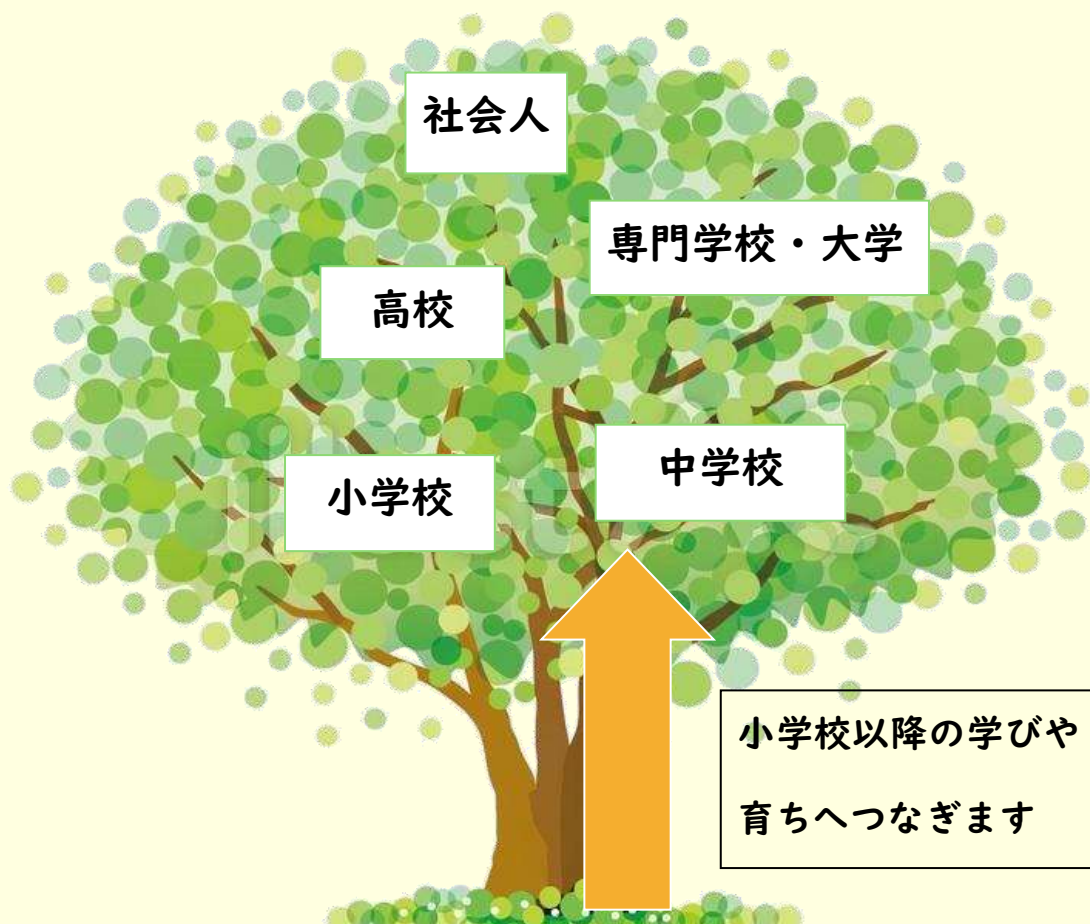 社会人
専門学校・大学
高校
中学校
小学校
小学校以降の学びや
育ちへつなぎます